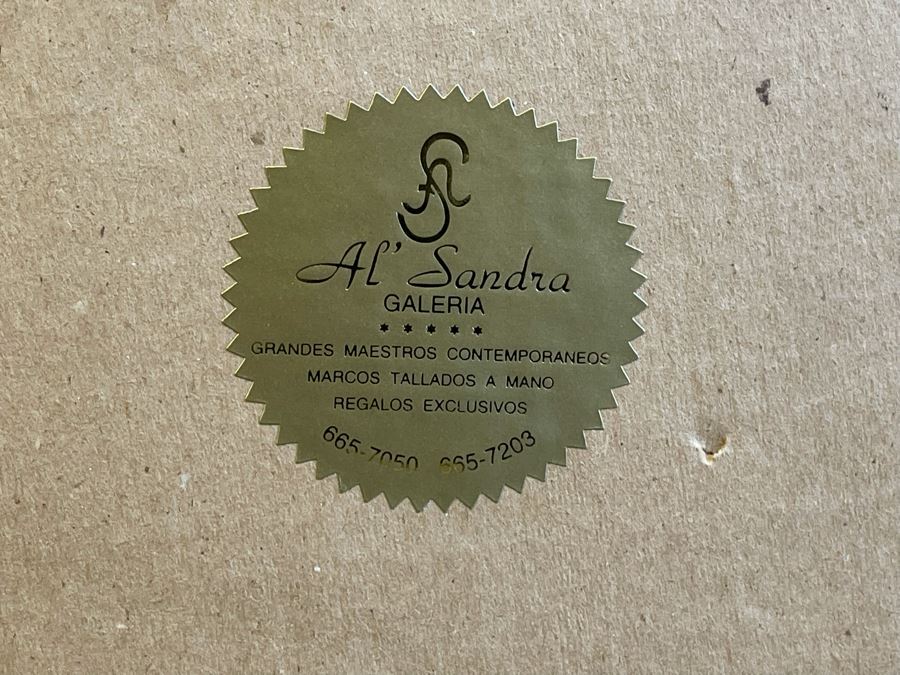 Al' Sandra
GALERIA
GRANDES MAESTROS CONTEMPORANEOS
MARCOS TALLADOS A MANO
REGALOS EXCLUSIVOS
665-7050 665-7203